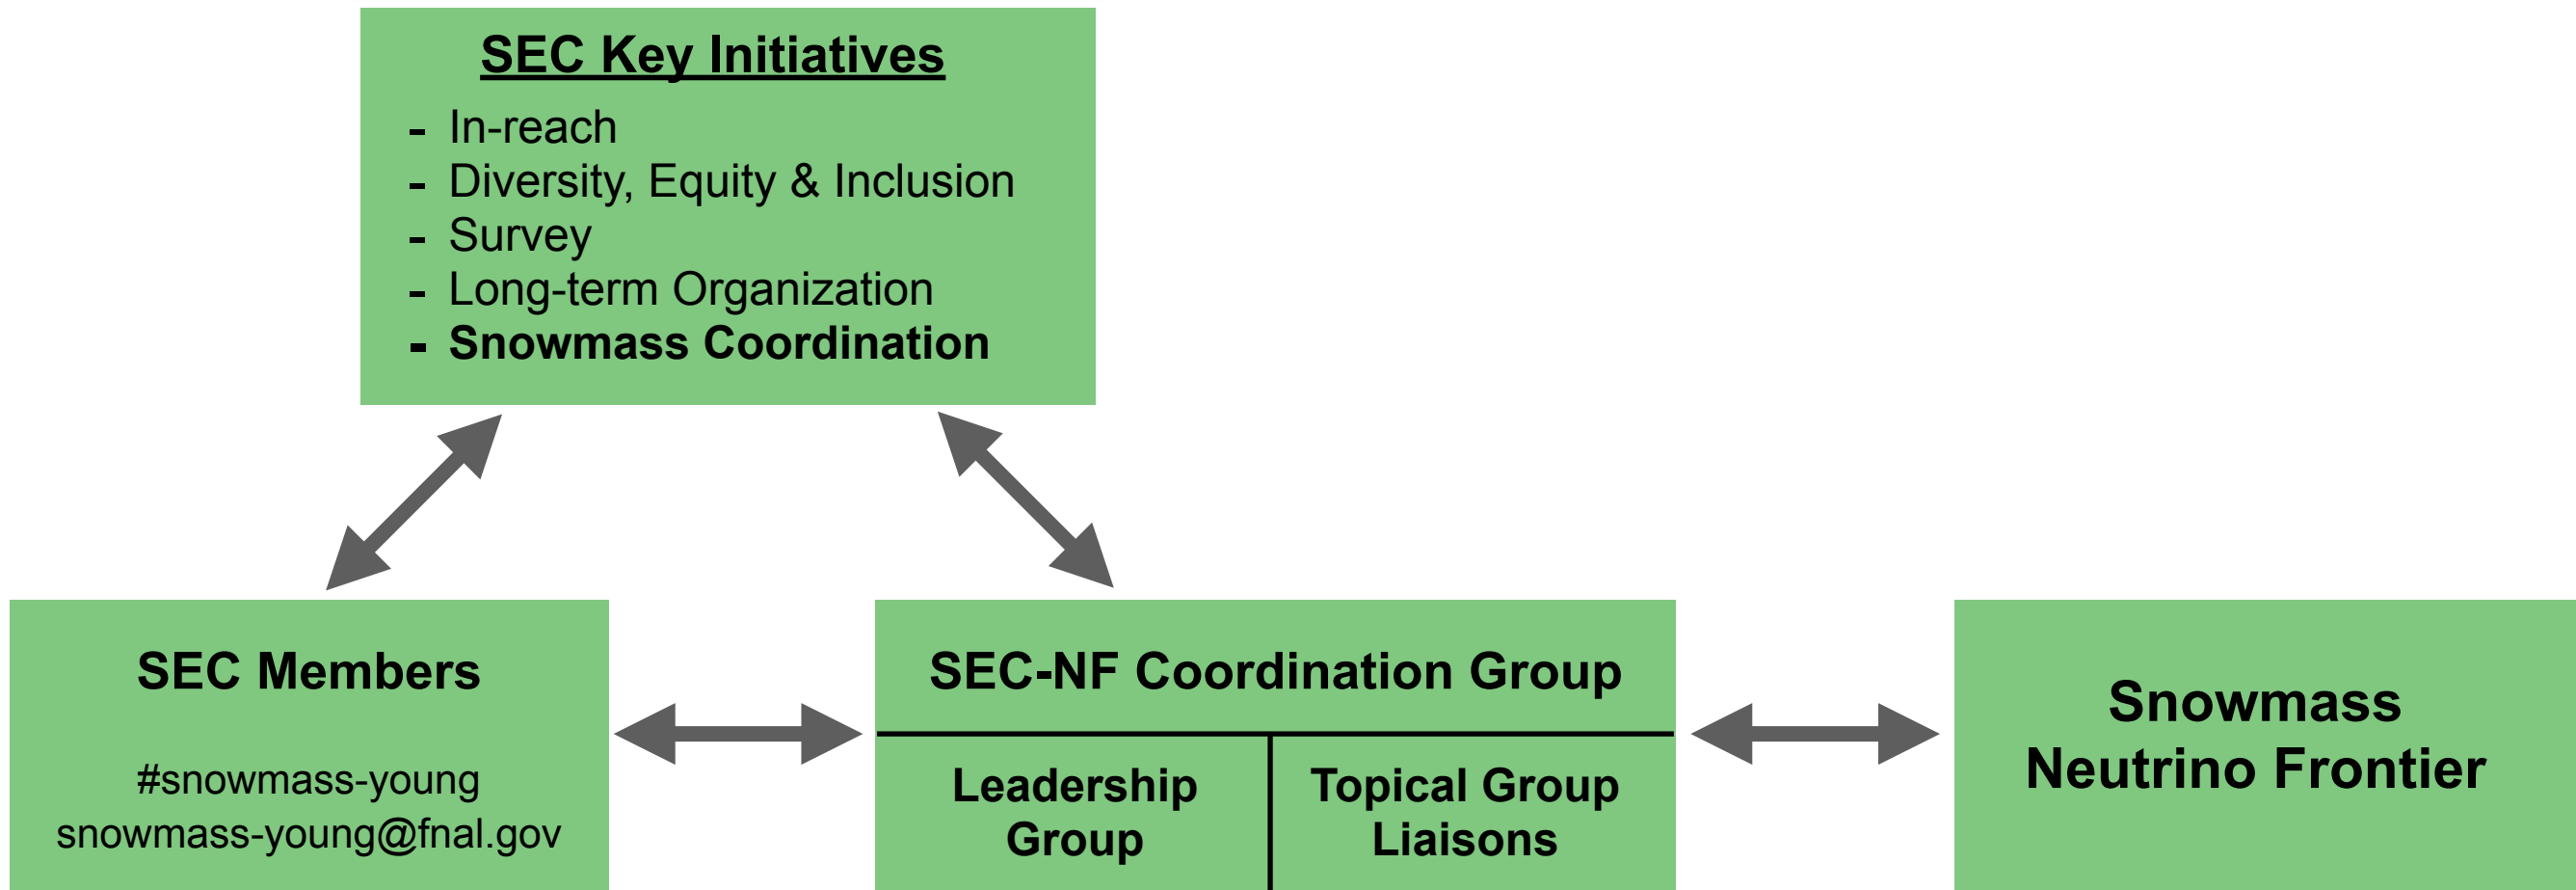 SEC Key Initiatives
- In-reach
- Diversity, Equity & Inclusion
- Survey
- Long-term Organization
- Snowmass Coordination
SEC Members
#snowmass-young
snowmass-young@fnal.gov
SEC-NF Coordination Group
Leadership
Group
Topical Group
Liaisons
Snowmass
Neutrino Frontier